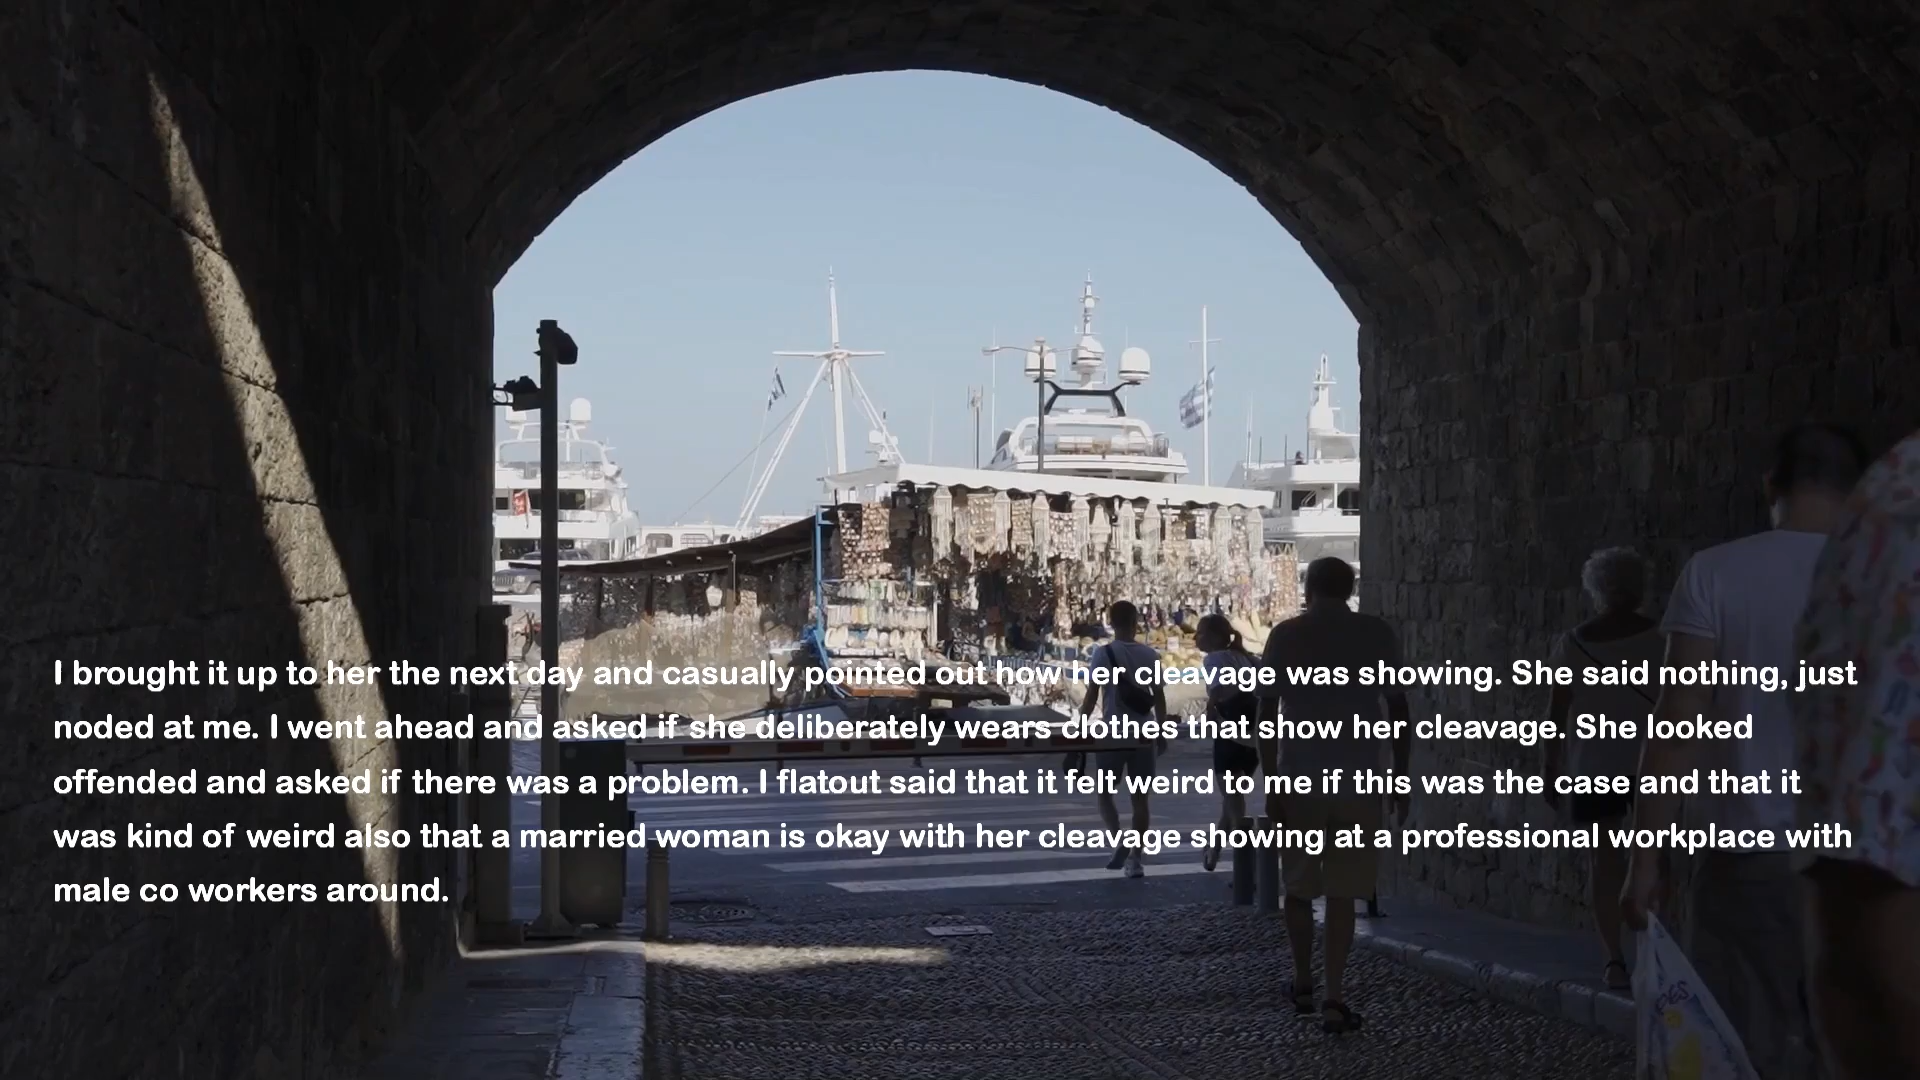 I brought it up to her the next day and casually pointed out how her cleavage was showing. She said nothing, just
noded at me. I went ahead and asked if she deliberately wears clothes that show her cleavage. She looked
offended and asked if there was a problem. I flatout said that it felt weird to me if this was the case and that it
was kind of weird also that a married woman is okay with her cleavage showing at a professional workplace with
male co workers around.